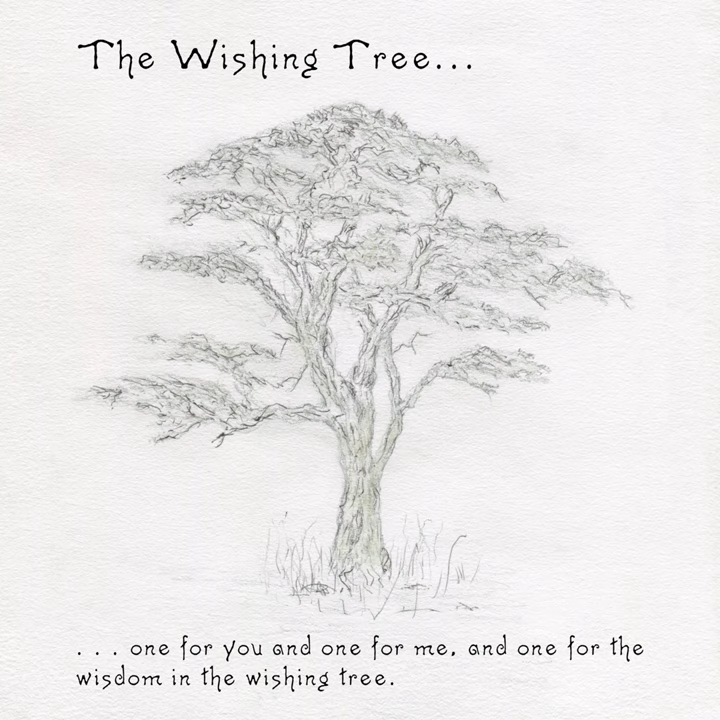 The Wishing Tree...
. . . one for you and one for me, and one for the
wisdom in the wishing tree.